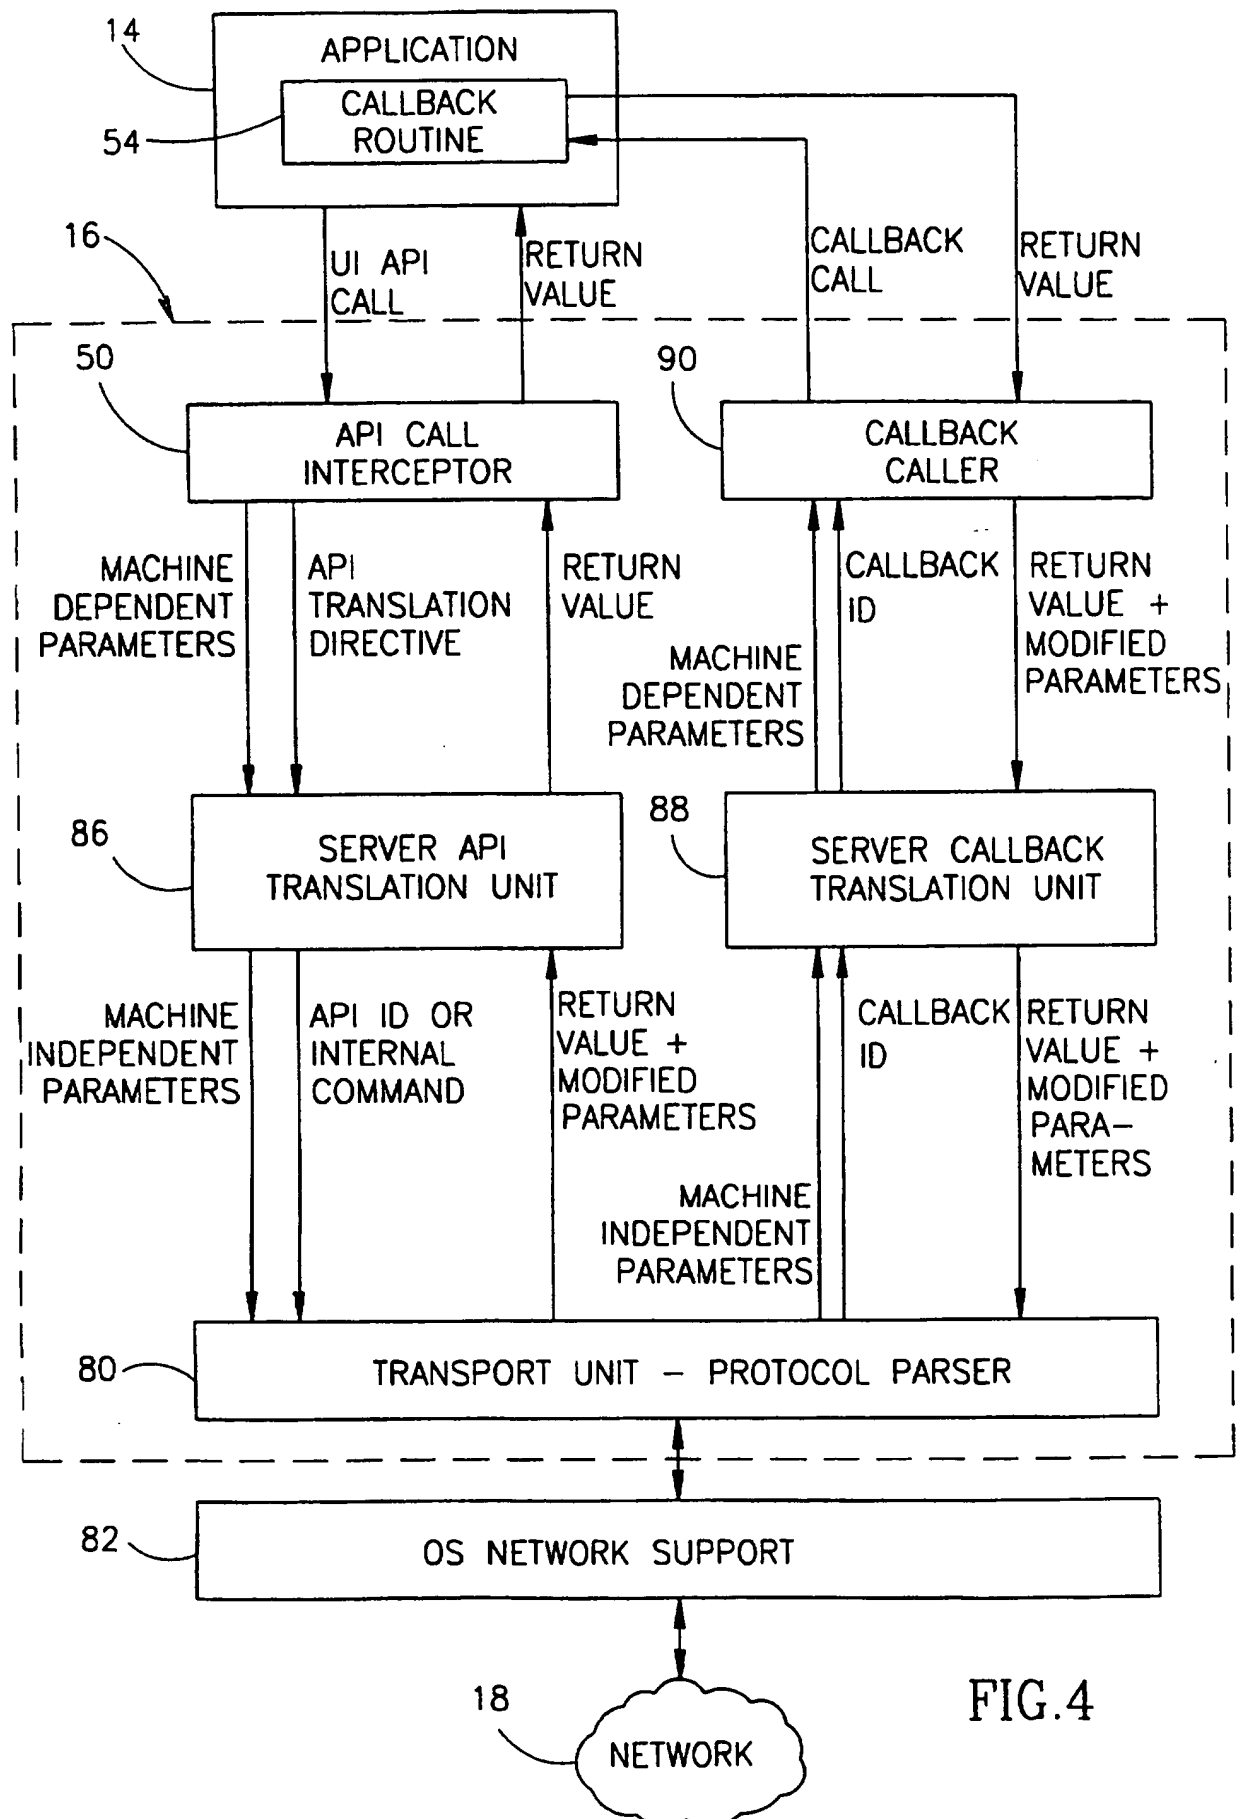 14
APPLICATION
CALLBACK
ROUTINE
54
16
UI API
CALL
RETURN
VALUE
CALLBACK
CALL
RETURN
VALUE
50
API CALL
INTERCEPTOR
90
CALLBACK
CALLER
MACHINE
DEPENDENT
PARAMETERS
API
TRANSLATION
DIRECTIVE
RETURN
VALUE
MACHINE
DEPENDENT
PARAMETERS
CALLBACK
ID
RETURN
VALUE +
MODIFIED
PARAMETERS
86
SERVER API
TRANSLATION UNIT
88
SERVER CALLBACK
TRANSLATION UNIT
MACHINE
INDEPENDENT
PARAMETERS
API ID OR
INTERNAL
COMMAND
RETURN
VALUE +
MODIFIED
PARAMETERS
MACHINE
INDEPENDENT
PARAMETERS
CALLBACK
ID
RETURN
VALUE +
MODIFIED
PARA-
METERS
80
TRANSPORT UNIT - PROTOCOL PARSER
82
OS NETWORK SUPPORT
18
NETWORK
FIG.4